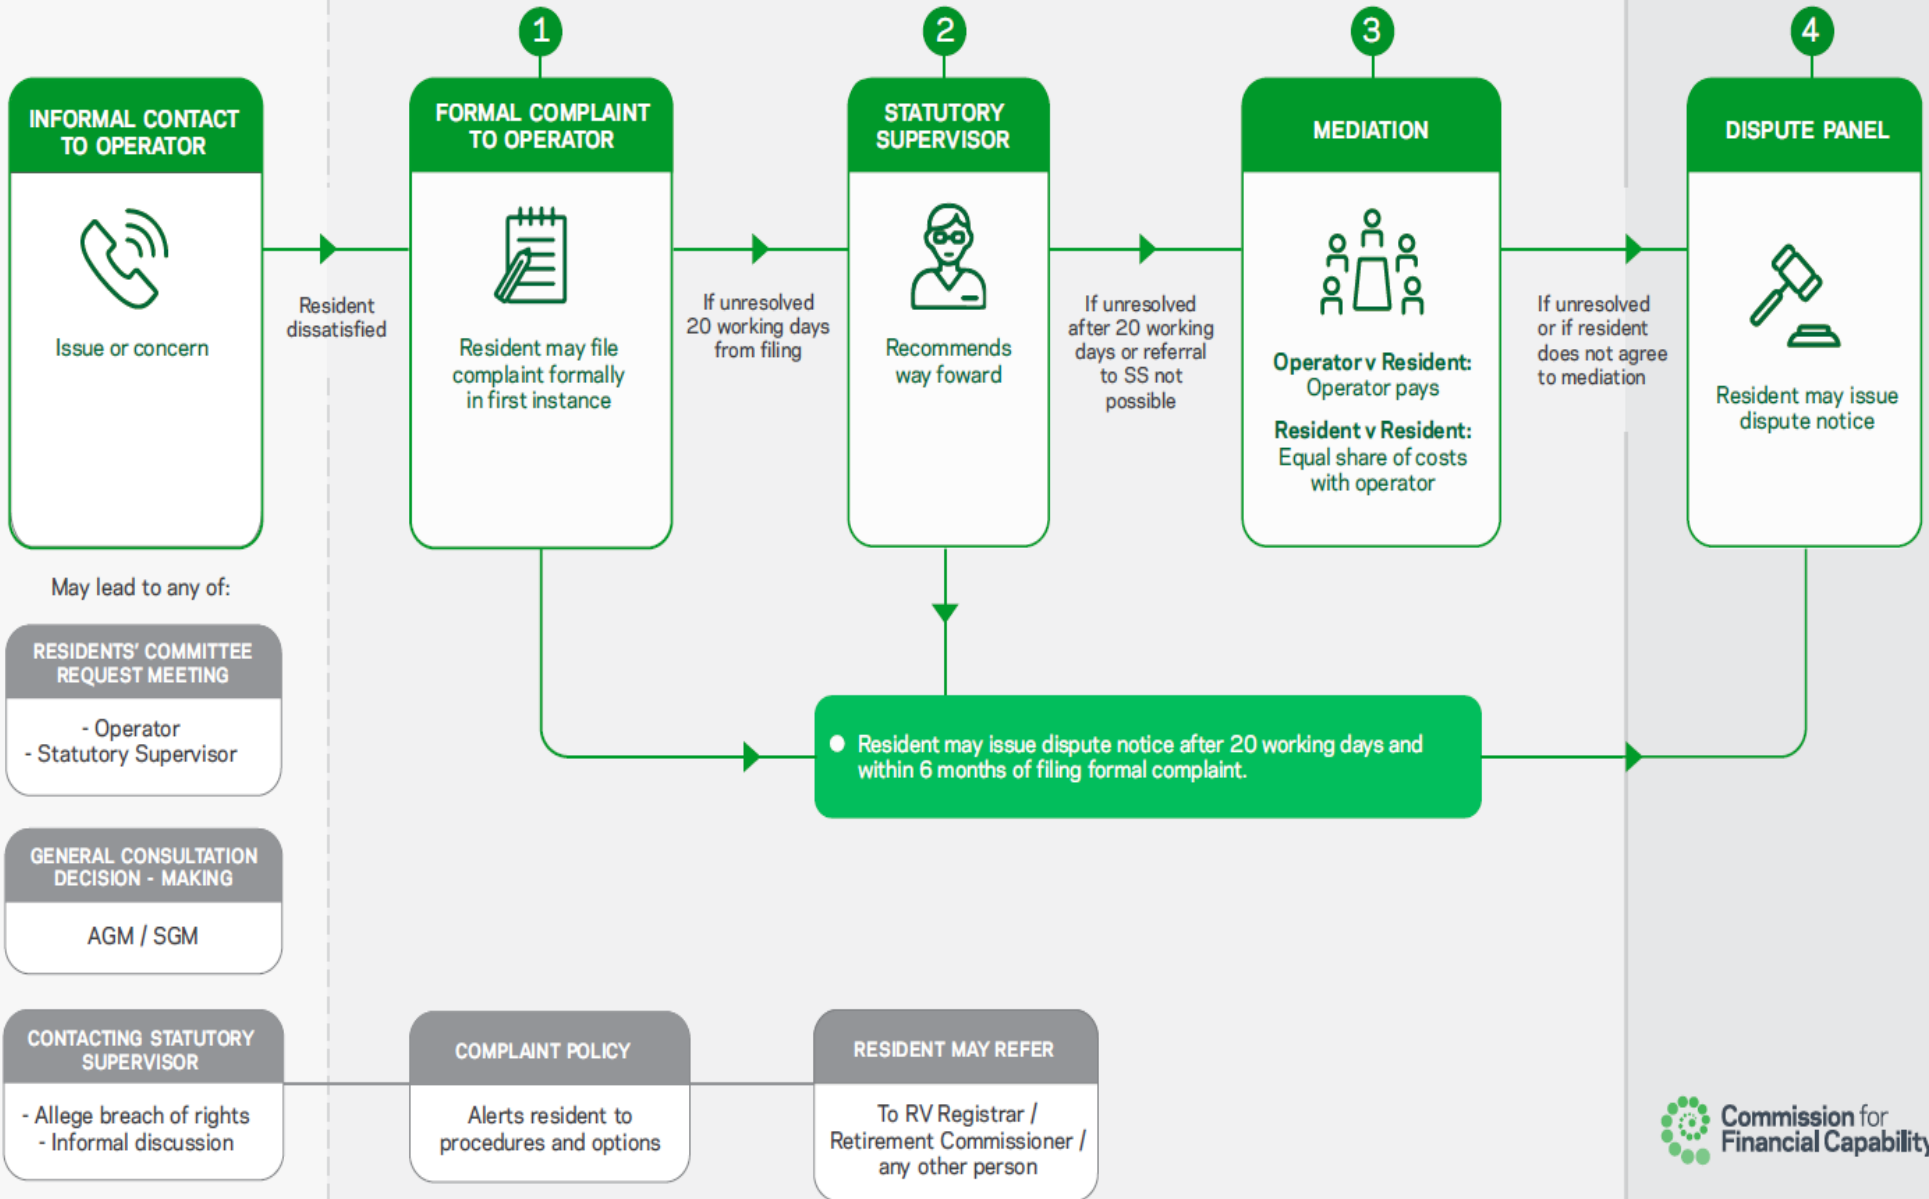 1
2
3
4
INFORMAL CONTACT
TO OPERATOR
Issue or concern
Resident
dissatisfied
FORMAL COMPLAINT
TO OPERATOR
Resident may file
complaint formally
in first instance
If unresolved
20 working days
from filing
STATUTORY
SUPERVISOR
Recommends
way foward
If unresolved
after 20 working
days or referral
to SS not
possible
MEDIATION
Operator v Resident:
Operator pays
Resident v Resident:
Equal share of costs
with operator
If unresolved
or if resident
does not agree
to mediation
DISPUTE PANEL
Resident may issue
dispute notice
May lead to any of:
RESIDENTS' COMMITTEE
REQUEST MEETING
- Operator
- Statutory Supervisor
Resident may issue dispute notice after 20 working days and
within 6 months of filing formal complaint.
GENERAL CONSULTATION
DECISION - MAKING
AGM / SGM
CONTACTING STATUTORY
SUPERVISOR
- Allege breach of rights
- Informal discussion
COMPLAINT POLICY
Alerts resident to
procedures and options
RESIDENT MAY REFER
To RV Registrar /
Retirement Commissioner /
any other person
Commission for
Financial Capability